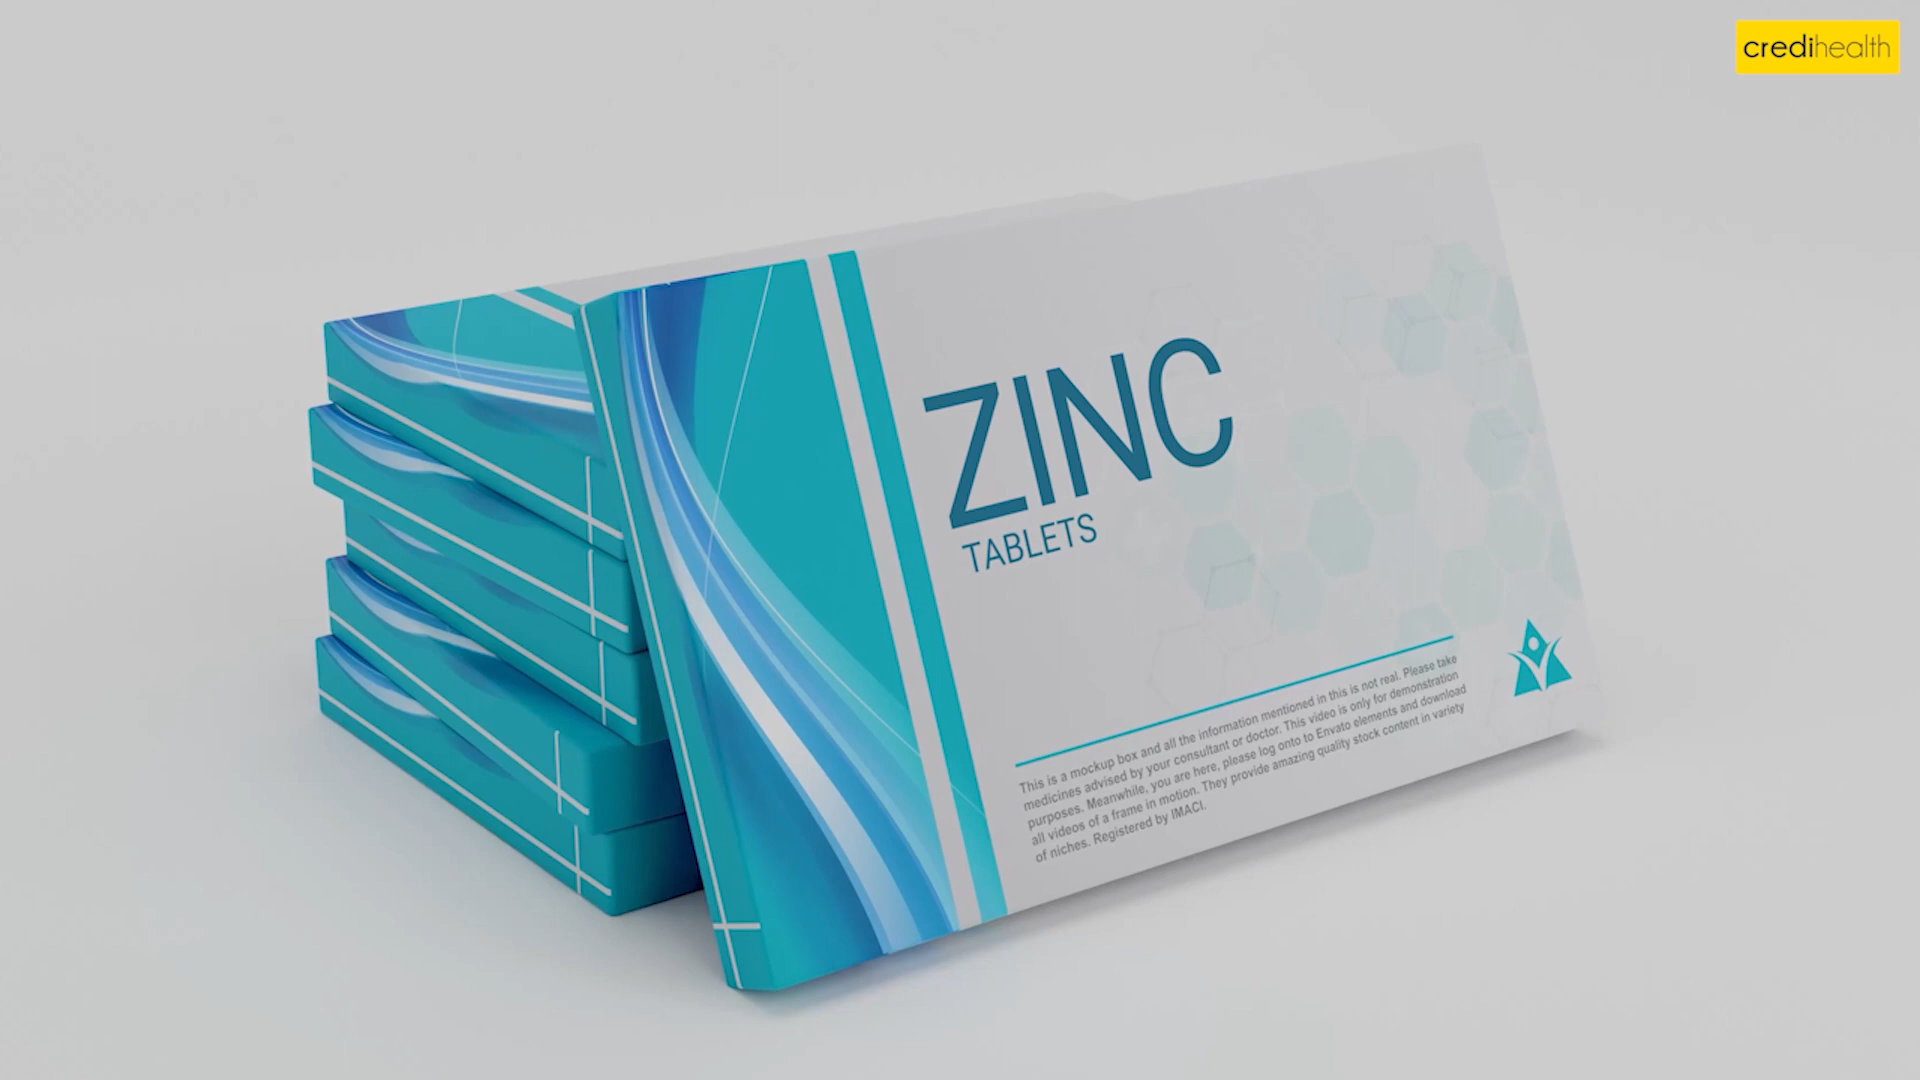 credihealth
ZINC
TABLETS
This is a mockup box and all the information mentioned in this is not real. Please take
medicines advised by your consultant or doctor. This video is only for demonstration
purposes. Meanwhile, you are here, please log onto to Envato elements and download
all videos of a frame in motion. They provide amazing quality stock content in variety
of niches. Registered by IMACI.